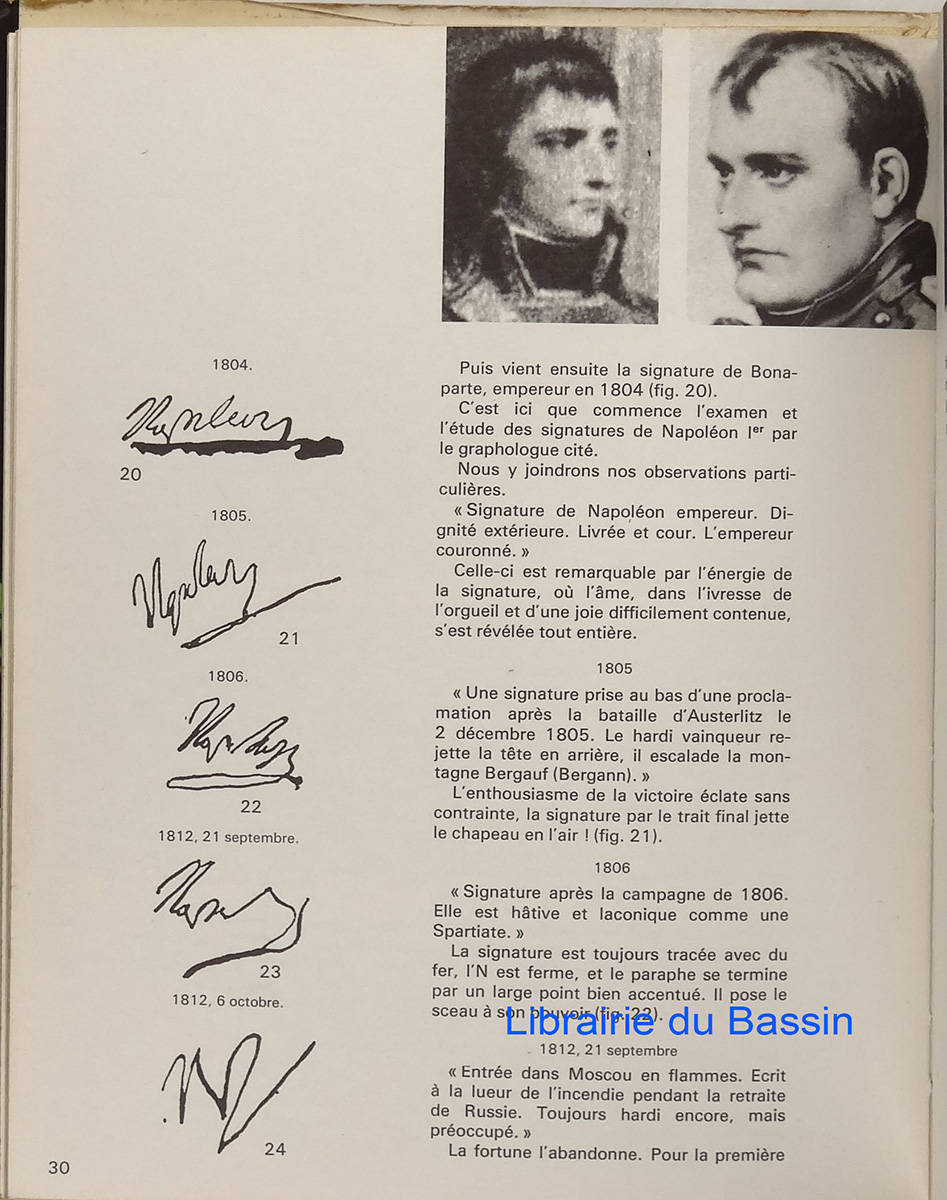 1804.
Napoleon
20
1805.
21
1806.
22
1812, 21 septembre.
23
1812, 6 octobre.
24
Puis vient ensuite la signature de Bona-
parte, empereur en 1804 (fig. 20).
C'est ici que commence l'examen et
l'étude des signatures de Napoléon Ier par
le graphologue cité.
Nous y joindrons nos observations parti-
culières.
« Signature de Napoléon empereur. Di-
gnité extérieure. Livrée et cour. L'empereur
couronné. »
Celle-ci est remarquable par l'énergie de
la signature, où l'âme, dans l'ivresse de
l'orgueil et d'une joie difficilement contenue,
s'est révélée tout entière.
1805
« Une signature prise au bas d'une procla-
mation après la bataille d'Austerlitz le
2 décembre 1805. Le hardi vainqueur re-
jette la tête en arrière, il escalade la mon-
tagne Bergauf (Bergann). »
L'enthousiasme de la victoire éclate sans
contrainte, la signature par le trait final jette
le chapeau en l'air ! (fig. 21).
1806
« Signature après la campagne de 1806.
Elle est hâtive et laconique comme une
Spartiate. »
La signature est toujours tracée avec du
fer, l'N est ferme, et le paraphe se termine
par un large point bien accentué. Il pose le
sceau à son pouvoir (fig. 22).
Librairie du Bassin
1812, 21 septembre
« Entrée dans Moscou en flammes. Ecrit
à la lueur de l'incendie pendant la retraite
de Russie. Toujours hardi encore, mais
préoccupé. »
La fortune l'abandonne. Pour la première
30